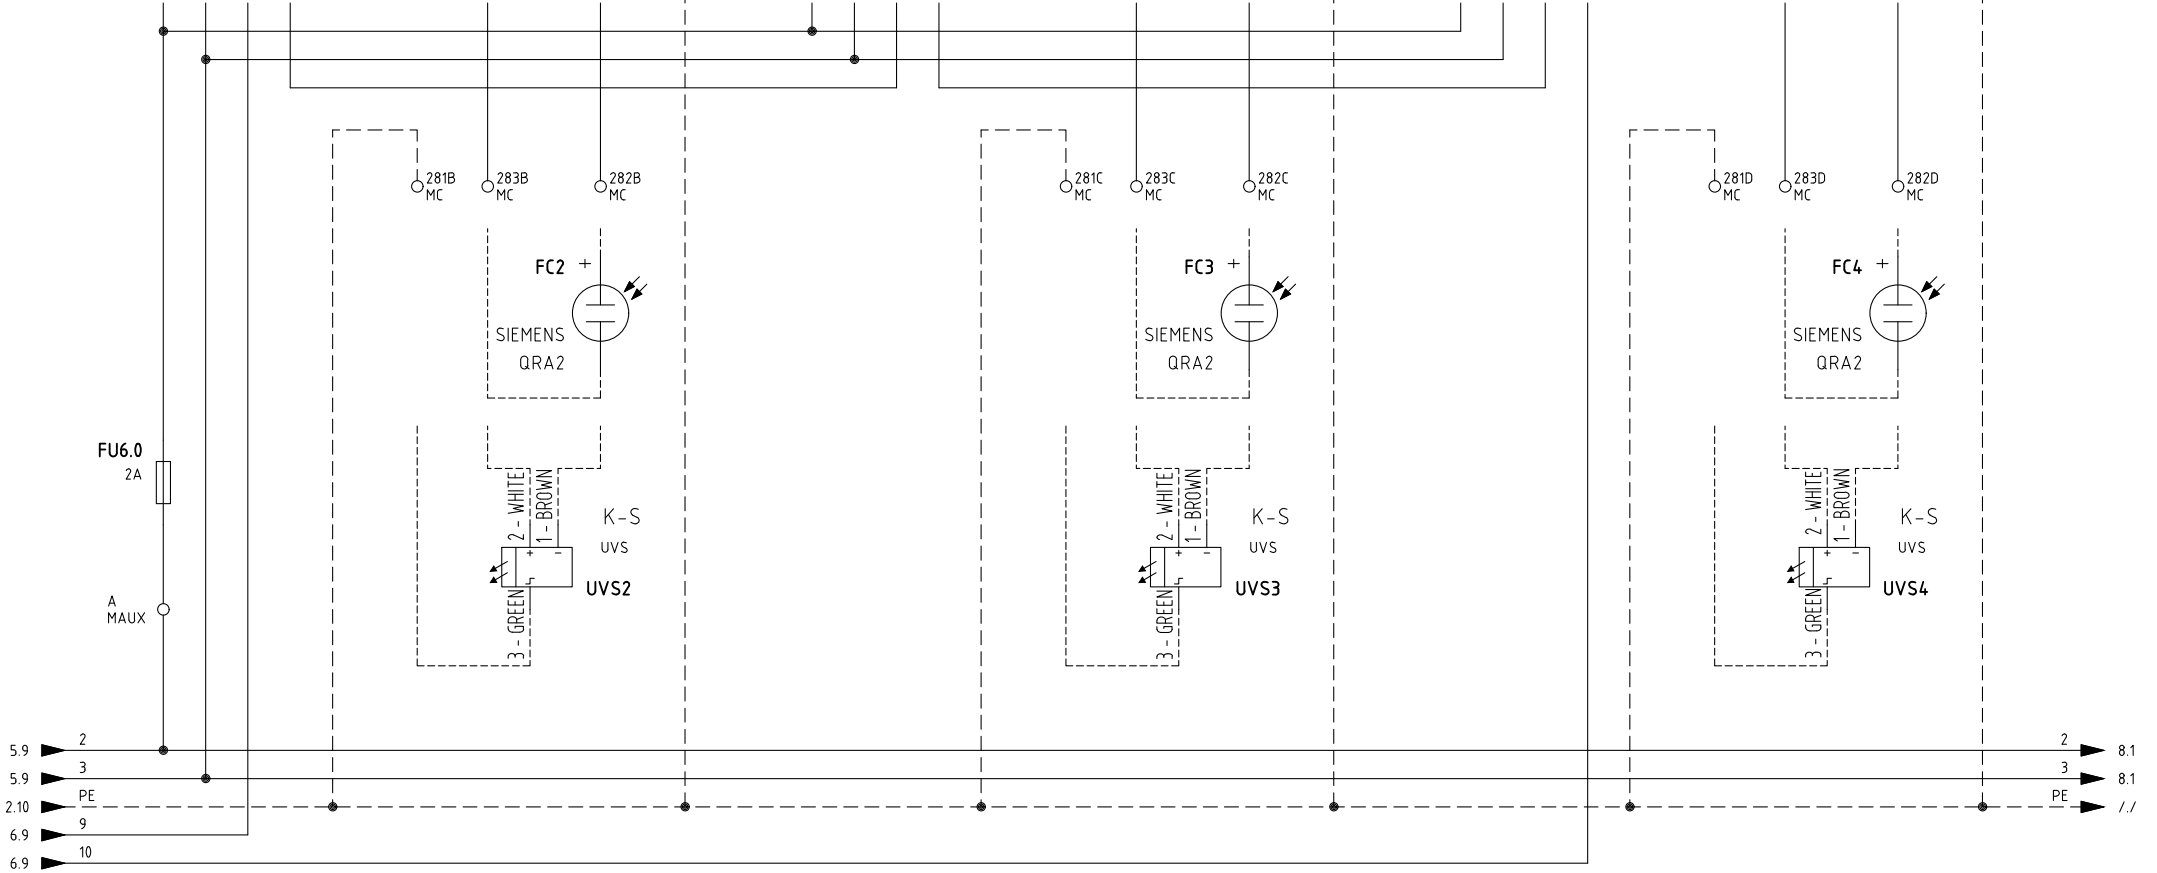 281B
MC
283B
MC
282B
MC
281C
MC
283C
MC
282C
MC
281D
MC
283D
MC
282D
MC
FC2 +
SIEMENS
QRA2
FC3 +
SIEMENS
QRA2
FC4 +
SIEMENS
QRA2
FU6.0
2A
A
MAUX
2 - WHITE
1 - BROWN
K-S
UVS
+ -
UVS2
3 - GREEN
2 - WHITE
1 - BROWN
K-S
UVS
+ -
UVS3
3 - GREEN
2 - WHITE
1 - BROWN
K-S
UVS
+ -
UVS4
3 - GREEN
5.9 2 2 8.1
5.9 3 3 8.1
2.10 PE PE /./
6.9 9
6.9 10